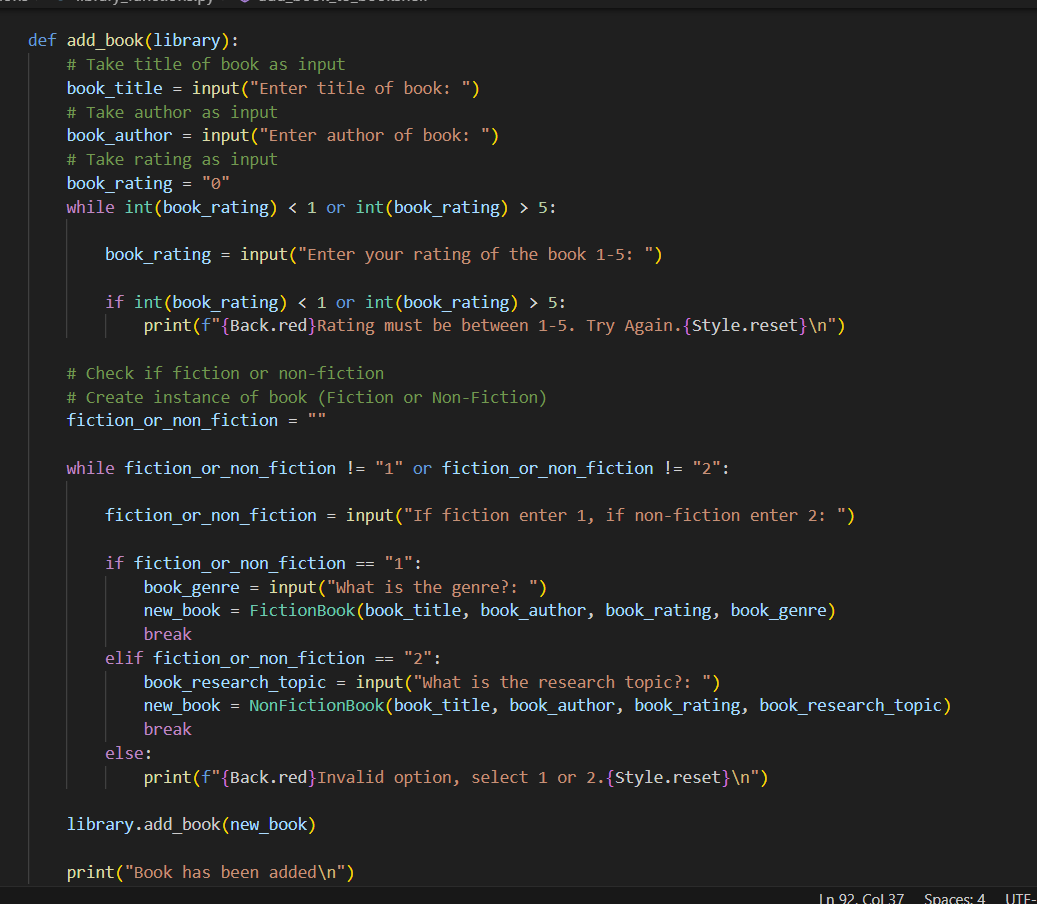 def add_book(library):
    # Take title of book as input
    book_title = input("Enter title of book: ")
    # Take author as input
    book_author = input("Enter author of book: ")
    # Take rating as input
    book_rating = "0"
    while int(book_rating) < 1 or int(book_rating) > 5:
        book_rating = input("Enter your rating of the book 1-5: ")
        if int(book_rating) < 1 or int(book_rating) > 5:
            print(f"{Back.red}Rating must be between 1-5. Try Again.{Style.reset}\n")
    # Check if fiction or non-fiction
    # Create instance of book (Fiction or Non-Fiction)
    fiction_or_non_fiction = ""
    while fiction_or_non_fiction != "1" or fiction_or_non_fiction != "2":
        fiction_or_non_fiction = input("If fiction enter 1, if non-fiction enter 2: ")
        if fiction_or_non_fiction == "1":
            book_genre = input("What is the genre?: ")
            new_book = FictionBook(book_title, book_author, book_rating, book_genre)
            break
        elif fiction_or_non_fiction == "2":
            book_research_topic = input("What is the research topic?: ")
            new_book = NonFictionBook(book_title, book_author, book_rating, book_research_topic)
            break
        else:
            print(f"{Back.red}Invalid option, select 1 or 2.{Style.reset}\n")
    library.add_book(new_book)
    print("Book has been added\n")
Ln 92, Col 37 Spaces: 4 UTF-